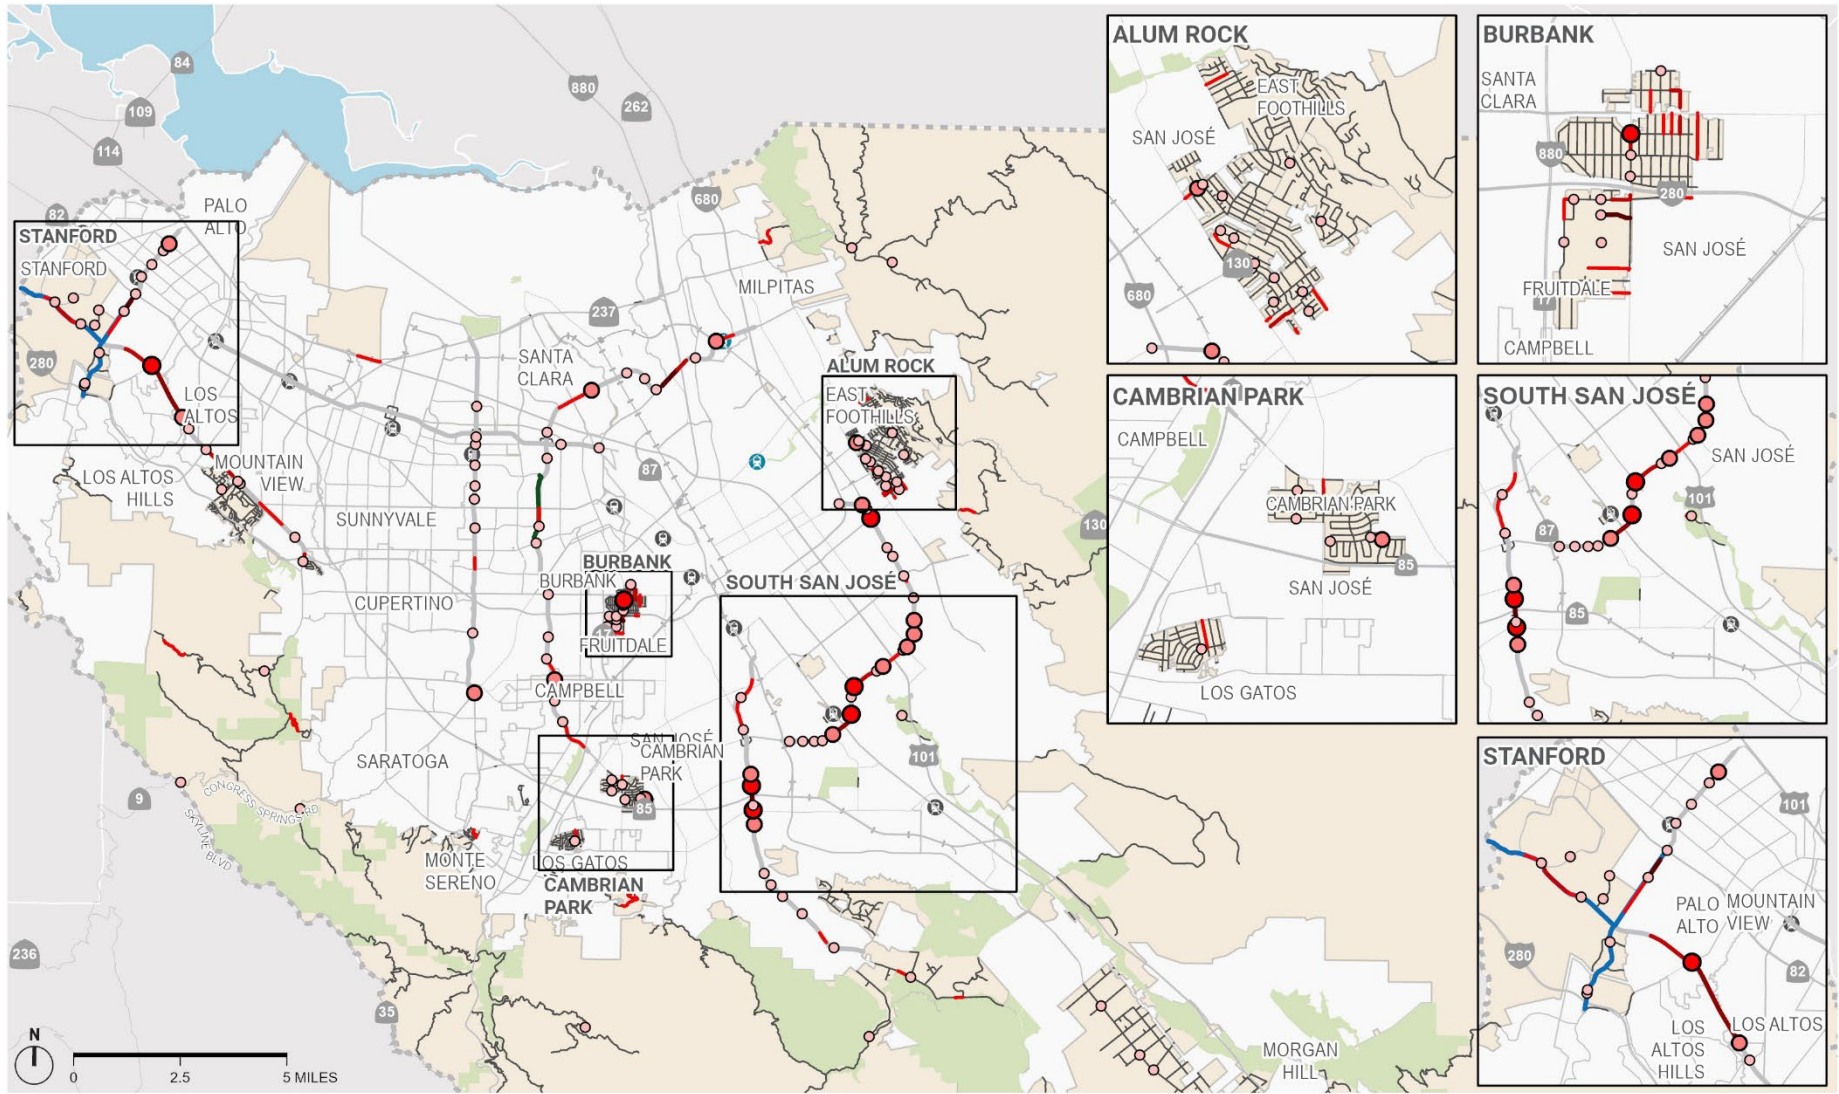 84
880
262
109
114
680
82
PALO
ALTO
STANFORD
STANFORD
280
MILPITAS
237
SANTA
CLARA
LOS
ALTOS
ALUM ROCK
EAST
FOOTHILLS
LOS ALTOS
HILLS
MOUNTAIN
VIEW
87
SUNNYVALE
130
BURBANK
BURBANK
17
FRUITDALE
SOUTH SAN JOSÉ
CUPERTINO
CAMPBELL
SAN JOSÉ
CAMBRIAN
PARK
85
101
SARATOGA
9
CONGRESS SPRINGS RD
SKYLINE BLVD
MONTE
SERENO
LOS GATOS
CAMBRIAN
PARK
236
35
MORGAN
HILL
N
0
2.5
5 MILES
ALUM ROCK
EAST
FOOTHILLS
SAN JOSÉ
130
680
BURBANK
SANTA
CLARA
880
280
SAN JOSÉ
FRUITDALE
17
CAMPBELL
CAMBRIAN PARK
CAMPBELL
CAMBRIAN PARK
85
SAN JOSÉ
LOS GATOS
SOUTH SAN JOSÉ
SAN JOSÉ
101
87
85
STANFORD
101
PALO
ALTO
MOUNTAIN
VIEW
280
82
LOS
ALTOS
HILLS
LOS ALTOS